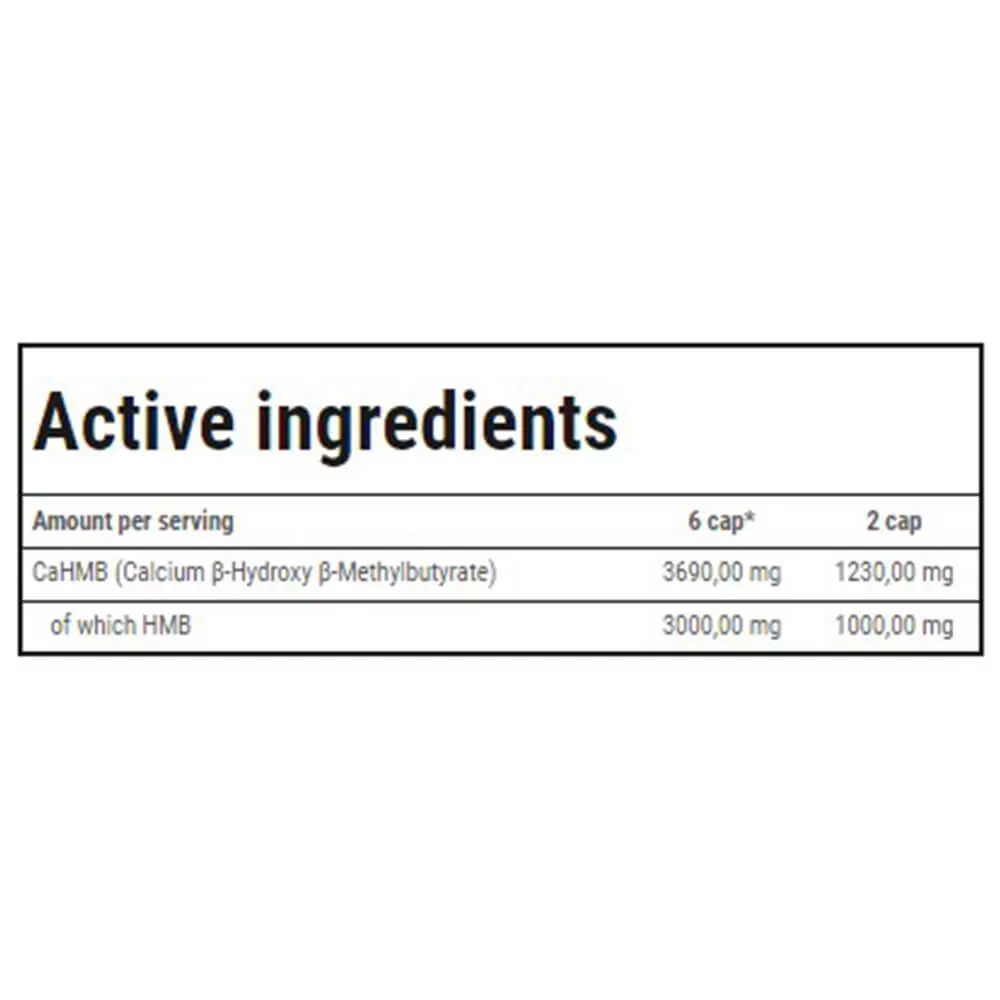 Active ingredients
Amount per serving 6 cap* 2 cap
CaHMB (Calcium β-Hydroxy β-Methylbutyrate) 3690,00 mg 1230,00 mg
of which HMB 3000,00 mg 1000,00 mg